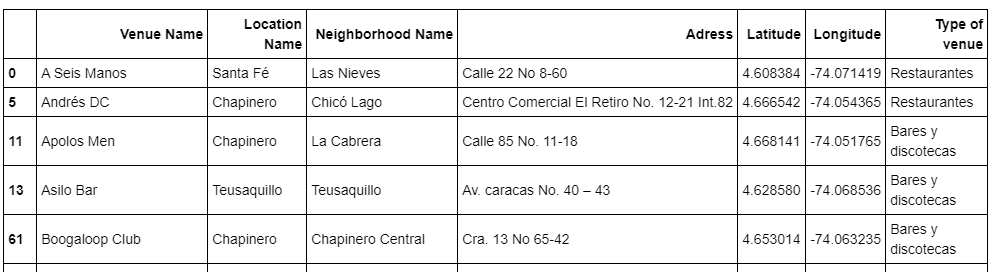 Venue Name Location Name Neighborhood Name Adress Latitude Longitude Type of venue
0 A Seis Manos Santa Fé Las Nieves Calle 22 No 8-60 4.608384 -74.071419 Restaurantes
5 Andrés DC Chapinero Chicó Lago Centro Comercial El Retiro No. 12-21 Int.82 4.666542 -74.054365 Restaurantes
11 Apolos Men Chapinero La Cabrera Calle 85 No. 11-18 4.668141 -74.051765 Bares y discotecas
13 Asilo Bar Teusaquillo Teusaquillo Av. caracas No. 40 – 43 4.628580 -74.068536 Bares y discotecas
61 Boogaloop Club Chapinero Chapinero Central Cra. 13 No 65-42 4.653014 -74.063235 Bares y discotecas